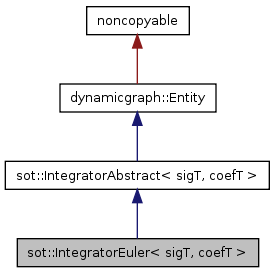 noncopyable
dynamicgraph::Entity
sot::IntegratorAbstract< sigT, coefT >
sot::IntegratorEuler< sigT, coefT >